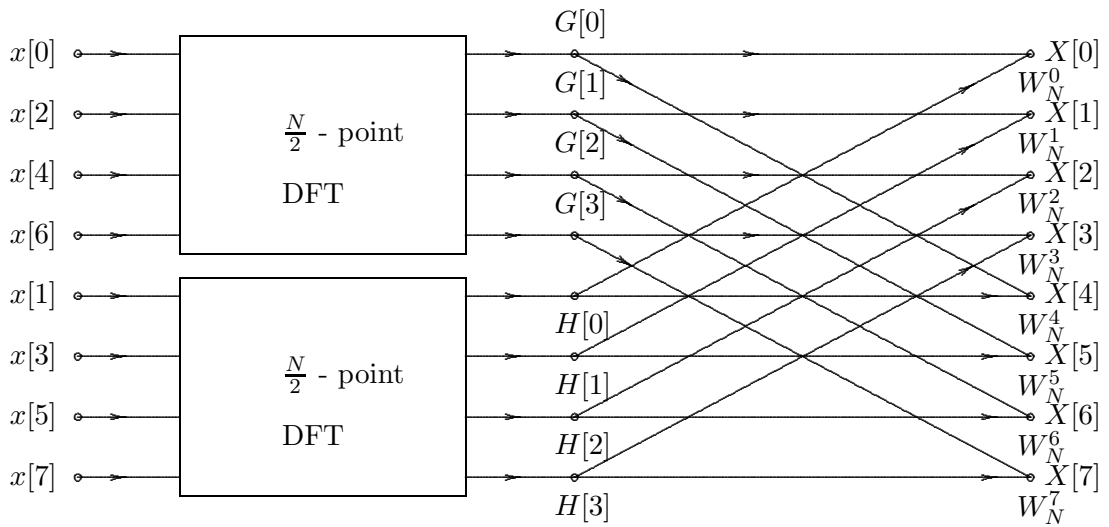 G[0]
x[0] X[0]
G[1] W_N^0
x[2] X[1]
N/2 - point G[2] W_N^1
x[4] X[2]
DFT G[3] W_N^2
x[6] X[3]
W_N^3
x[1] X[4]
H[0] W_N^4
x[3] X[5]
N/2 - point H[1] W_N^5
x[5] X[6]
DFT H[2] W_N^6
x[7] X[7]
H[3] W_N^7